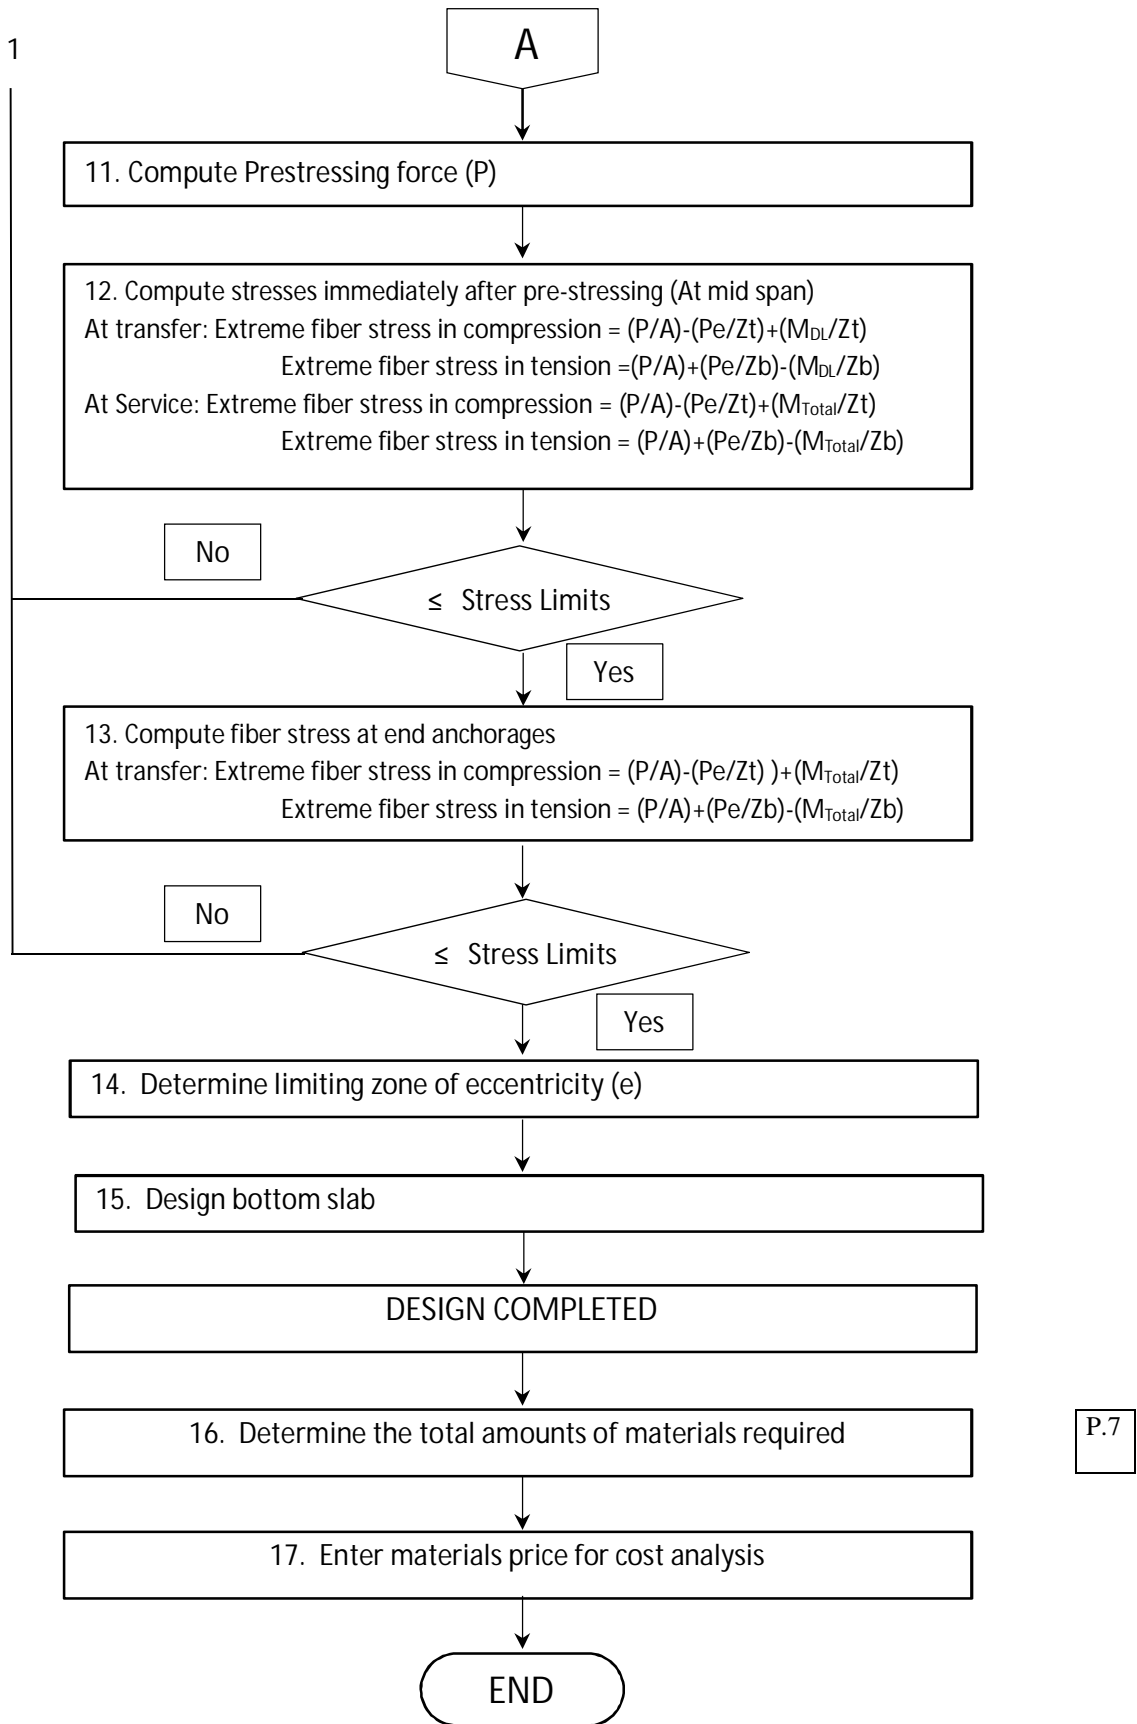 1
A
11. Compute Prestressing force (P)
12. Compute stresses immediately after pre-stressing (At mid span)
At transfer: Extreme fiber stress in compression = (P/A)-(Pe/Zt)+(MDL/Zt)
Extreme fiber stress in tension =(P/A)+(Pe/Zb)-(MDL/Zb)
At Service: Extreme fiber stress in compression = (P/A)-(Pe/Zt)+(MTotal/Zt)
Extreme fiber stress in tension = (P/A)+(Pe/Zb)-(MTotal/Zb)
No
≤ Stress Limits
Yes
13. Compute fiber stress at end anchorages
At transfer: Extreme fiber stress in compression = (P/A)-(Pe/Zt) )+(MTotal/Zt)
Extreme fiber stress in tension = (P/A)+(Pe/Zb)-(MTotal/Zb)
No
≤ Stress Limits
Yes
14. Determine limiting zone of eccentricity (e)
15. Design bottom slab
DESIGN COMPLETED
16. Determine the total amounts of materials required
P.7
17. Enter materials price for cost analysis
END